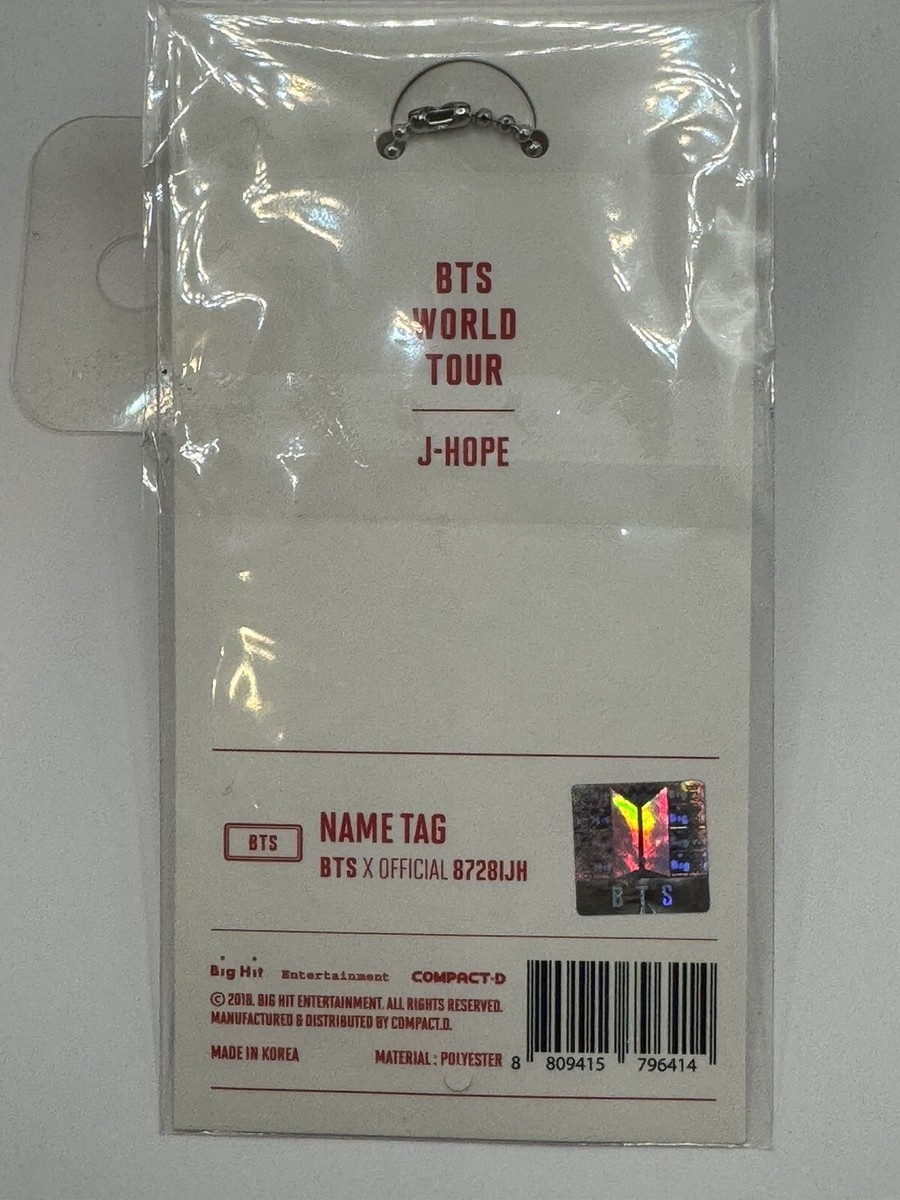 BTS
WORLD
TOUR
J-HOPE
BTS
NAME TAG
BTS X OFFICIAL 8728IJH
BTS
Big Hit Entertainment COMPACT-D
© 2018. BIG HIT ENTERTAINMENT. ALL RIGHTS RESERVED.
MANUFACTURED & DISTRIBUTED BY COMPACT.D.
MADE IN KOREA MATERIAL : POLYESTER
8 809415 796414